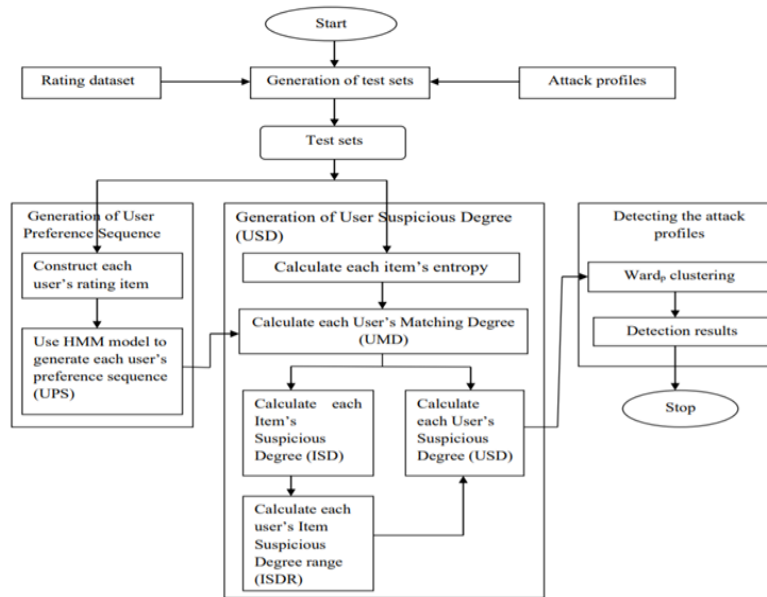 Start
Rating dataset
Generation of test sets
Attack profiles
Test sets
Generation of User
Preference Sequence
Construct each
user's rating item
Use HMM model to
generate each user's
preference sequence
(UPS)
Generation of User Suspicious Degree
(USD)
Calculate each item's entropy
Calculate each User's Matching Degree
(UMD)
Calculate each
Item's
Suspicious
Degree (ISD)
Calculate
each User's
Suspicious
Degree (USD)
Calculate each
user's Item
Suspicious
Degree range
(ISDR)
Detecting the attack
profiles
Wardₚ clustering
Detection results
Stop